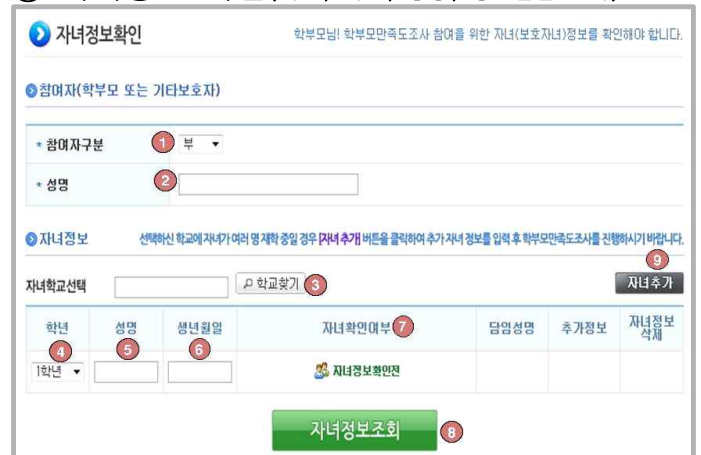 자녀정보확인
학부모님! 학부모만족도조사 참여를 위한 자녀(보호자녀)정보를 확인해야 합니다.
참여자(학부모 또는 기타보호자)
* 참여자구분 1 부
* 성명 2
자녀정보 선택하신 학교에 자녀가 여러 명 재학 중일 경우 [자녀 추가] 버튼을 클릭하여 추가 자녀 정보를 입력 후 학부모만족도조사를 진행하시기 바랍니다.
9
자녀학교선택 학교찾기 3 자녀추가
학년 성명 생년월일 자녀확인여부 7 담임성명 추가정보 자녀정보
삭제
4 5 6
1학년 자녀정보확인전
자녀정보조회 8